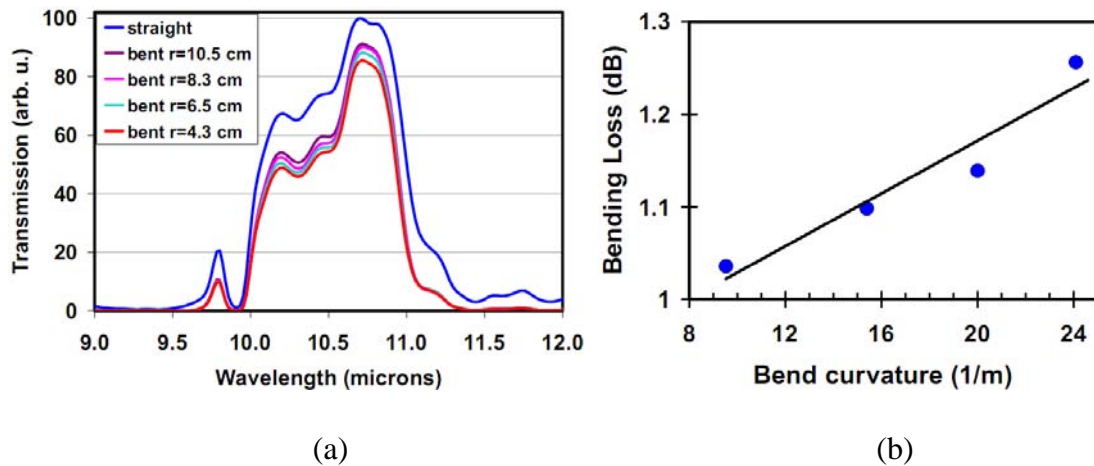 100
80
60
40
20
0
Transmission (arb. u.)
straight
bent r=10.5 cm
bent r=8.3 cm
bent r=6.5 cm
bent r=4.3 cm
9.0 9.5 10.0 10.5 11.0 11.5 12.0
Wavelength (microns)
(a)
1.3
1.2
1.1
1
Bending Loss (dB)
8 12 16 20 24
Bend curvature (1/m)
(b)